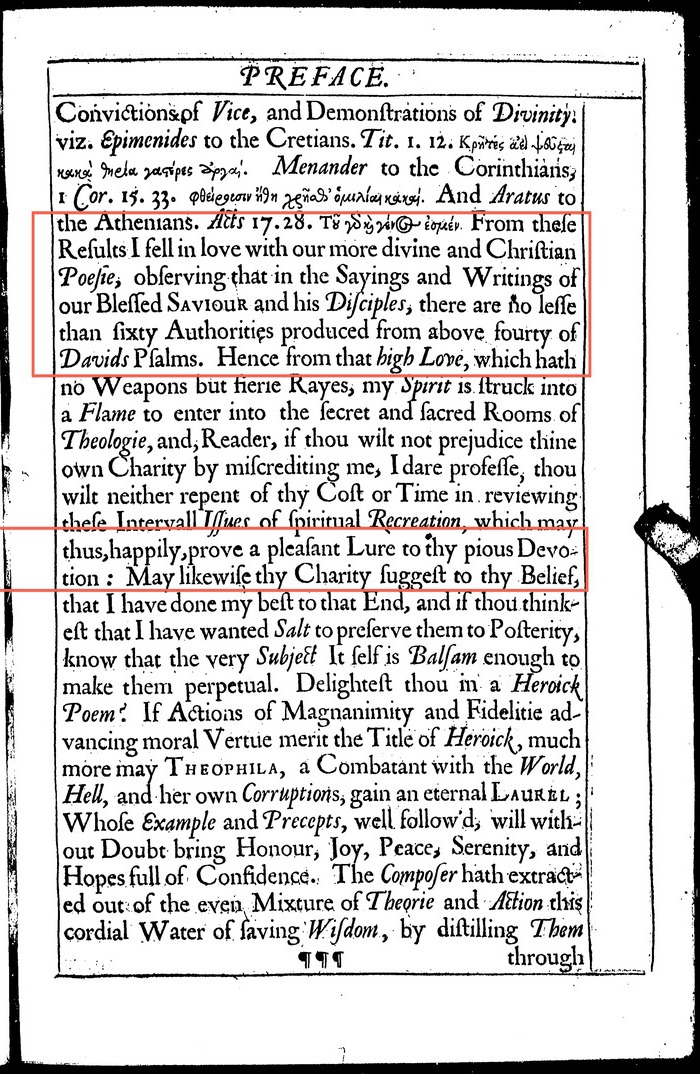 PREFACE.
Convictions of Vice, and Demonſtrations of Divinity.
viz. Epimenides to the Cretians. Tit. 1. 12. Κρῆτες ἀεὶ
κακὰ θηρία γαστέρες ἀργαί. Menander to the Corinthians,
1 Cor. 15. 33. φθείρουσιν ἤθη χρῆσθ' ὁμιλίαι κακαί. And Aratus to
the Athenians. Acts 17.28. Τοῦ γὰρ γένος ἐσμέν. From theſe
Reſults I fell in love with our more divine and Chriſtian
Poeſie, obſerving that in the Sayings and Writings of
our Bleſſed SAVIOUR and his Diſciples, there are no leſſe
than ſixty Authorities produced from above fourty of
Davids Pſalms. Hence from that high Love, which hath
no Weapons but fierie Rayes, my Spirit is ſtruck into
a Flame to enter into the ſecret and ſacred Rooms of
Theologie, and, Reader, if thou wilt not prejudice thine
own Charity by miſcrediting me, I dare profeſſe, thou
wilt neither repent of thy Coſt or Time in reviewing
theſe Intervall Iſſues of ſpiritual Recreation, which may
thus, happily, prove a pleaſant Lure to thy pious Devo-
tion : May likewiſe thy Charity ſuggeſt to thy Belief,
that I have done my beſt to that End, and if thou think-
eſt that I have wanted Salt to preſerve them to Poſterity,
know that the very Subject It ſelf is Balſam enough to
make them perpetual. Delighteſt thou in a Heroick
Poem? If Actions of Magnanimity and Fidelitie ad-
vancing moral Vertue merit the Title of Heroick, much
more may THEOPHILA, a Combatant with the World,
Hell, and her own Corruptions, gain an eternal LAUREL ;
Whoſe Example and Precepts, well follow'd, will with-
out Doubt bring Honour, Joy, Peace, Serenity, and
Hopes full of Confidence. The Compoſer hath extract-
ed out of the even Mixture of Theorie and Action this
cordial Water of ſaving Wiſdom, by diſtilling Them
¶¶¶ through